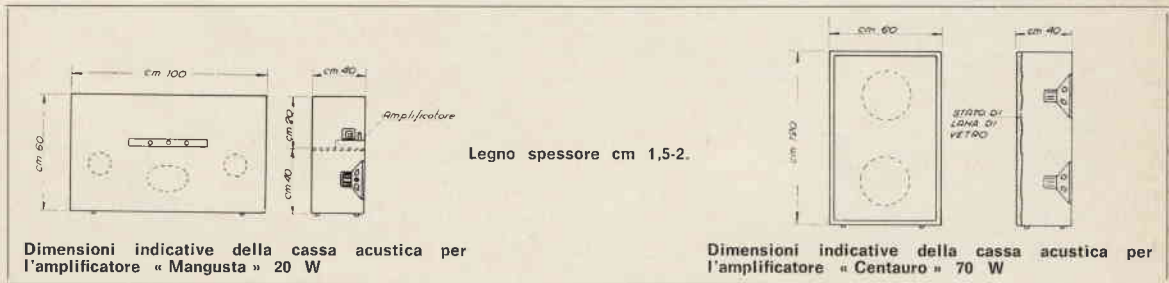 cm 100
cm 40
cm 60
cm 20
cm 40
Amplificatore
Legno spessore cm 1,5-2.
cm 60
cm 40
cm 120
STRATO DI
LANA DI
VETRO
Dimensioni indicative della cassa acustica per
l'amplificatore « Mangusta » 20 W
Dimensioni indicative della cassa acustica per
l'amplificatore « Centauro » 70 W